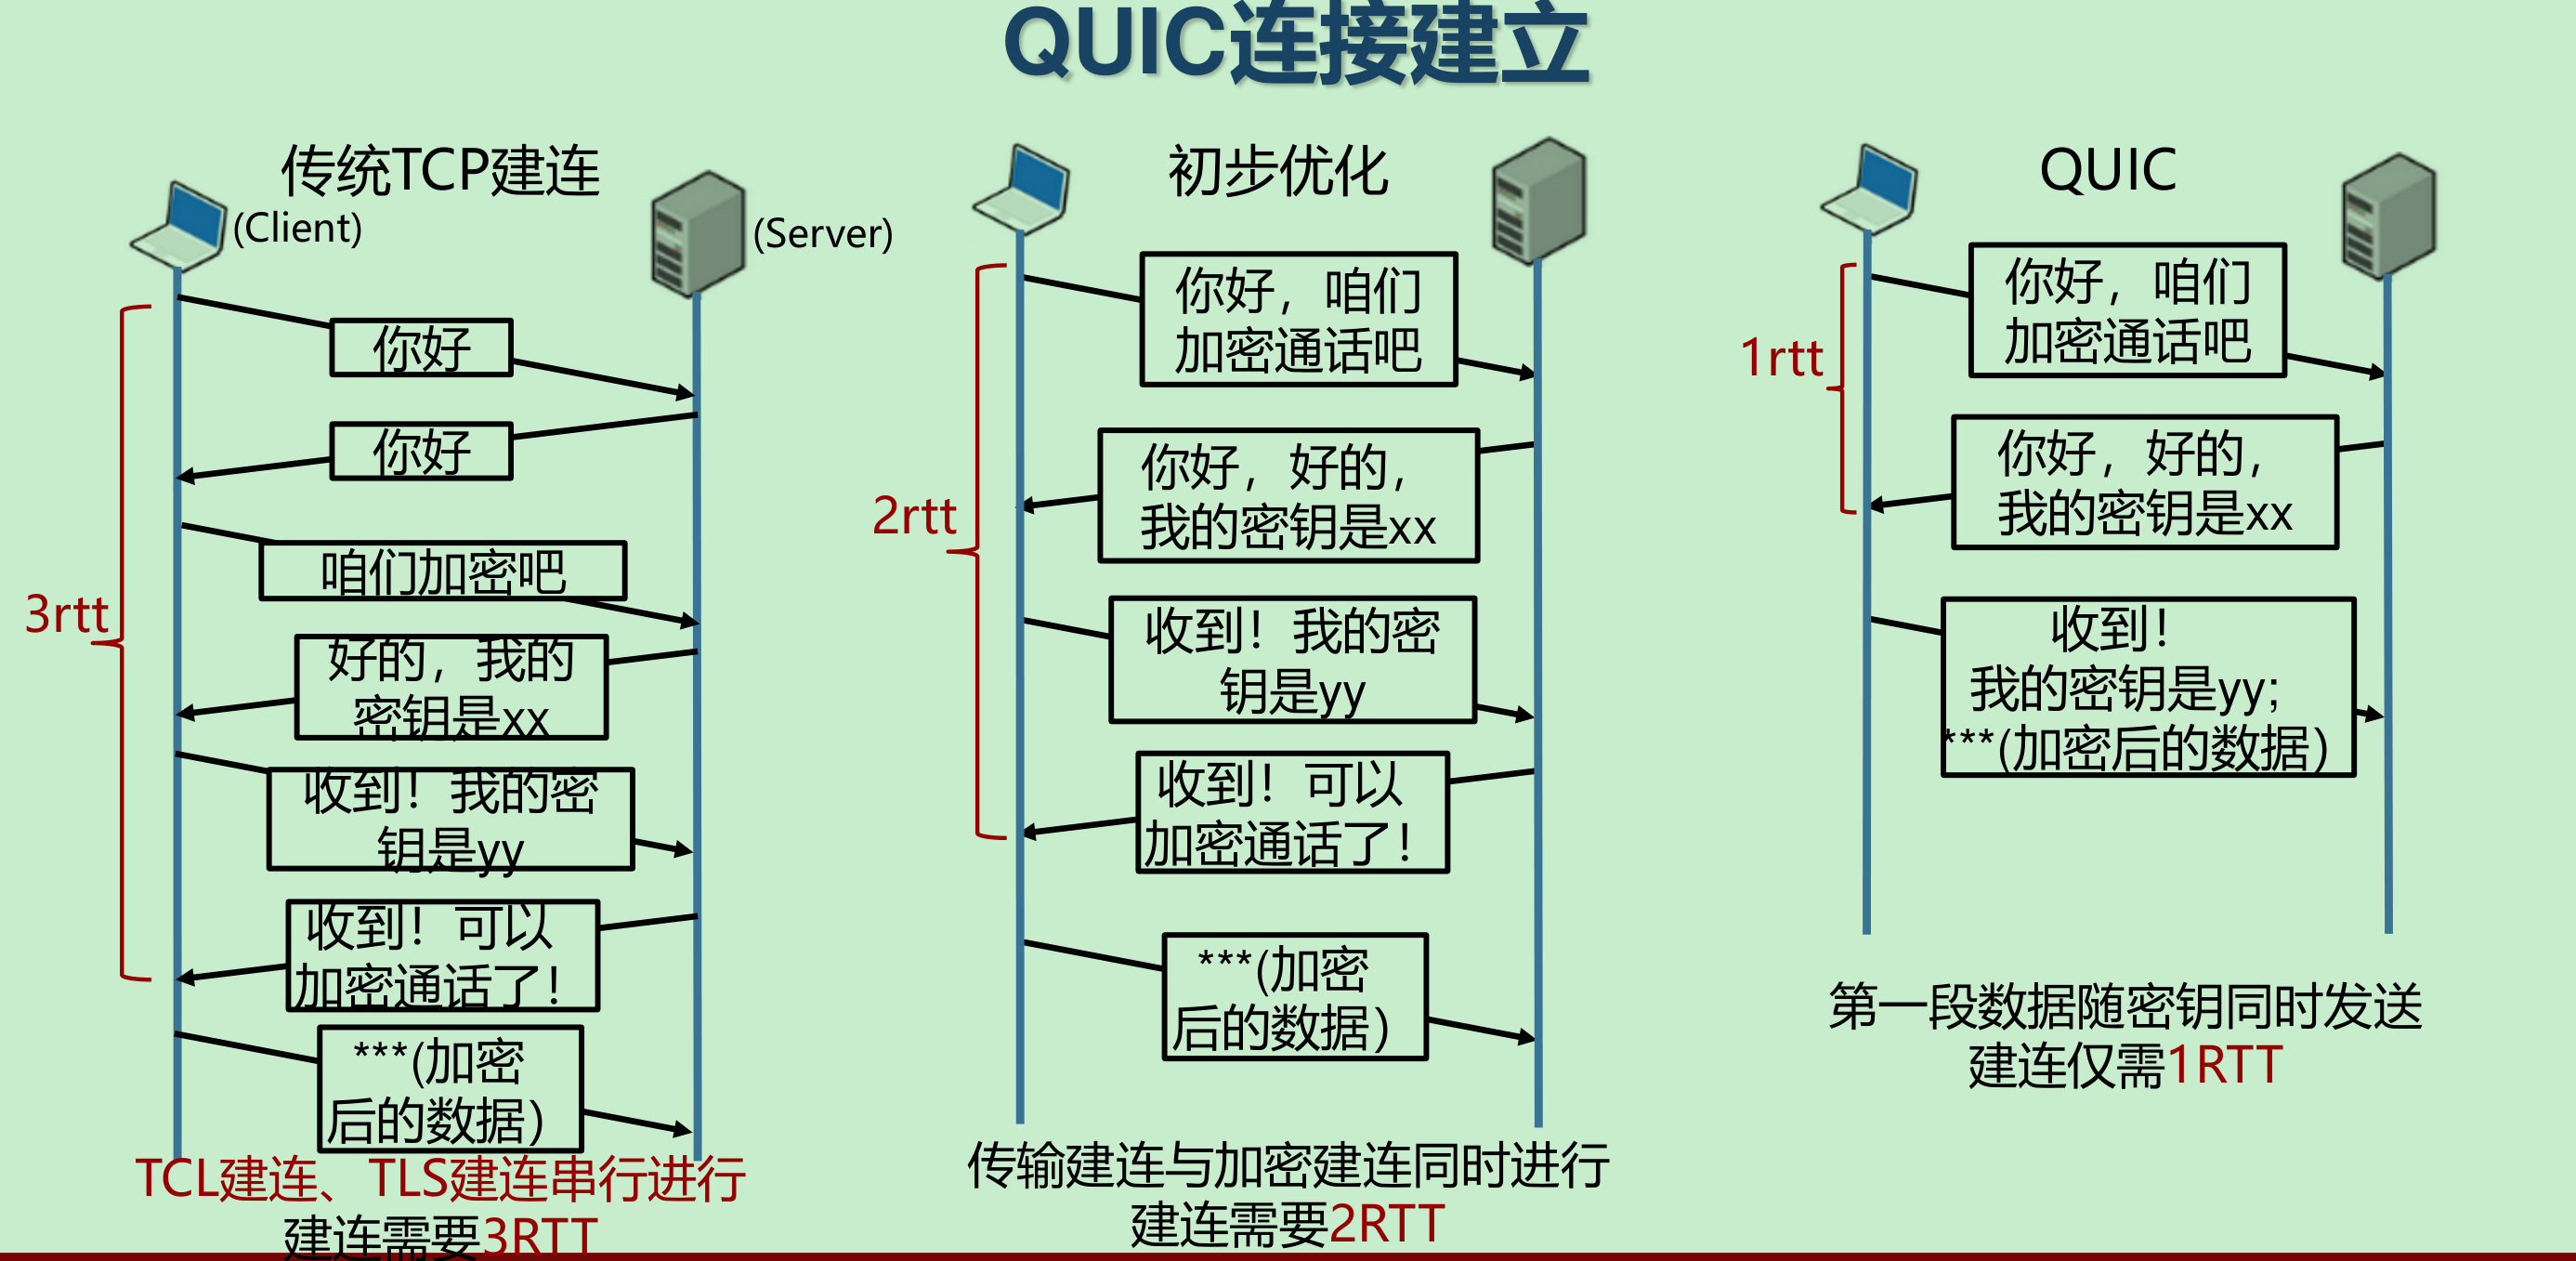 QUIC连接建立
传统TCP建连
(Client)
(Server)
3rtt
你好
你好
咱们加密吧
好的，我的
密钥是xx
收到！我的密
钥是yy
收到！可以
加密通话了！
***(加密
后的数据）
TCL建连、TLS建连串行进行
建连需要3RTT
初步优化
2rtt
你好，咱们
加密通话吧
你好，好的，
我的密钥是xx
收到！我的密
钥是yy
收到！可以
加密通话了！
***(加密
后的数据）
传输建连与加密建连同时进行
建连需要2RTT
QUIC
1rtt
你好，咱们
加密通话吧
你好，好的，
我的密钥是xx
收到！
我的密钥是yy;
***(加密后的数据）
第一段数据随密钥同时发送
建连仅需1RTT